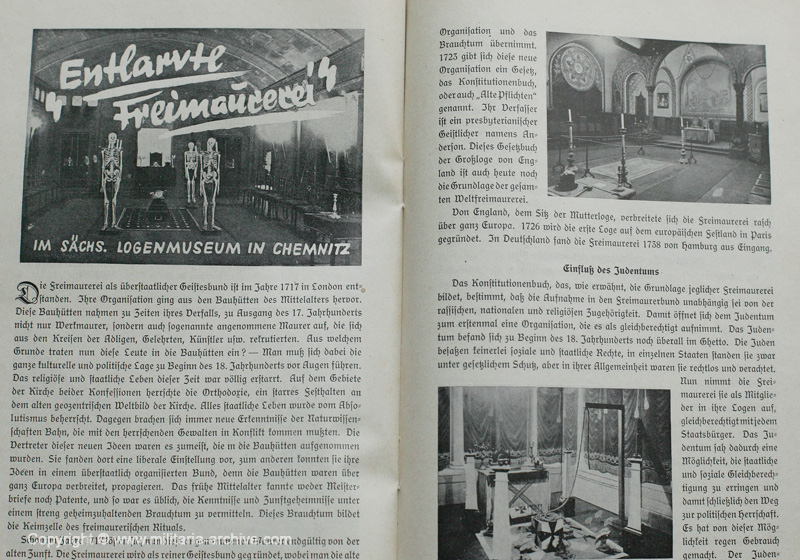 „Entlarvte
Freimaurerei“
IM SÄCHS. LOGENMUSEUM IN CHEMNITZ
Die Freimaurerei als überstaatlicher Geistesbund ist im Jahre 1717 in London ent-
standen. Ihre Organisation ging aus den Bauhütten des Mittelalters hervor.
Diese Bauhütten nahmen zu Zeiten ihres Verfalls, zu Ausgang des 17. Jahrhunderts
nicht nur Werkmaurer, sondern auch sogenannte angenommene Maurer auf, die sich
aus den Kreisen der Adligen, Gelehrten, Künstler usw. rekrutierten. Aus welchem
Grunde traten nun diese Leute in die Bauhütten ein? — Man muß sich dabei die
ganze kulturelle und politische Lage zu Beginn des 18. Jahrhunderts vor Augen führen.
Das religiöse und staatliche Leben dieser Zeit war völlig erstarrt. Auf dem Gebiete
der Kirche beider Konfessionen herrschte die Orthodoxie, ein starres Festhalten an
dem alten geozentrischen Weltbild der Kirche. Alles staatliche Leben wurde vom Abso-
lutismus beherrscht. Dagegen brachen sich immer neue Erkenntnisse der Naturwissen-
schaften Bahn, die mit den herrschenden Gewalten in Konflikt kommen mußten. Die
Vertreter dieser neuen Ideen waren es zumeist, die in die Bauhütten aufgenommen
wurden. Sie fanden dort eine liberale Einstellung vor, zum anderen konnten sie ihre
Ideen in einem überstaatlich organisierten Bund, denn die Bauhütten waren über
ganz Europa verbreitet, propagieren. Das frühe Mittelalter kannte weder Meister-
briefe noch Patente, und so war es üblich, die Kenntnisse und Zunftgeheimnisse unter
einem streng geheimzuhaltenden Brauchtum zu vermitteln. Dieses Brauchtum bildet
die Keimzelle des freimaurerischen Rituals.
endgültig von der
alten Zunft. Die Freimaurerei wird als reiner Geistesbund gegründet, wobei man die alte
Copyright © www.militaria-archive.com
Organisation und das
Brauchtum übernimmt.
1723 gibt sich diese neue
Organisation ein Gesetz,
das Konstitutionenbuch,
oder auch „Alte Pflichten“
genannt. Ihr Verfasser
ist ein presbyterianischer
Geistlicher namens An-
derson. Dieses Gesetzbuch
der Großloge von Eng-
land ist auch heute noch
die Grundlage der gesam-
ten Weltfreimaurerei.
Von England, dem Sitz der Mutterloge, verbreitete sich die Freimaurerei rasch
über ganz Europa. 1726 wird die erste Loge auf dem europäischen Festland in Paris
gegründet. In Deutschland fand die Freimaurerei 1738 von Hamburg aus Eingang.
Einfluß des Judentums
Das Konstitutionenbuch, das, wie erwähnt, die Grundlage jeglicher Freimaurerei
bildet, bestimmt, daß die Aufnahme in den Freimaurerbund unabhängig sei von der
rassischen, nationalen und religiösen Zugehörigkeit. Damit öffnet sich dem Judentum
zum erstenmal eine Organisation, die es als gleichberechtigt aufnimmt. Das Juden-
tum befand sich zu Beginn des 18. Jahrhunderts noch überall im Ghetto. Die Juden
besaßen keinerlei soziale und staatliche Rechte, in einzelnen Staaten standen sie zwar
unter gesetzlichem Schutz, aber in ihrer Allgemeinheit waren sie rechtlos und verachtet.
Nun nimmt die Frei-
maurerei sie als Mitglie-
der in ihre Logen auf,
gleichberechtigt mit jedem
Staatsbürger. Das Ju-
dentum sah dadurch eine
Möglichkeit, die staatliche
und soziale Gleichberech-
tigung zu erringen und
damit schließlich den Weg
zur politischen Herrschaft.
Es hat von dieser Mög-
lichkeit regen Gebrauch
gemacht. Der Juden-